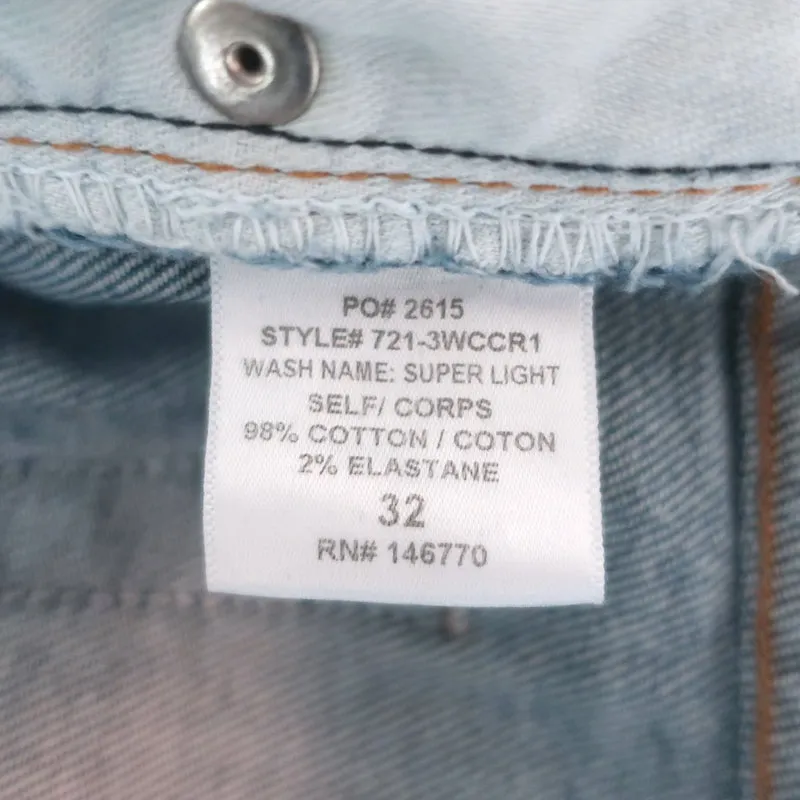 PO# 2615
STYLE# 721-3WCCR1
WASH NAME: SUPER LIGHT
SELF/ CORPS
98% COTTON / COTON
2% ELASTANE
32
RN# 146770